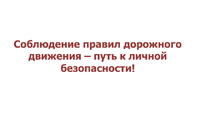 Соблюдение правил дорожного
движения – путь к личной
безопасности!